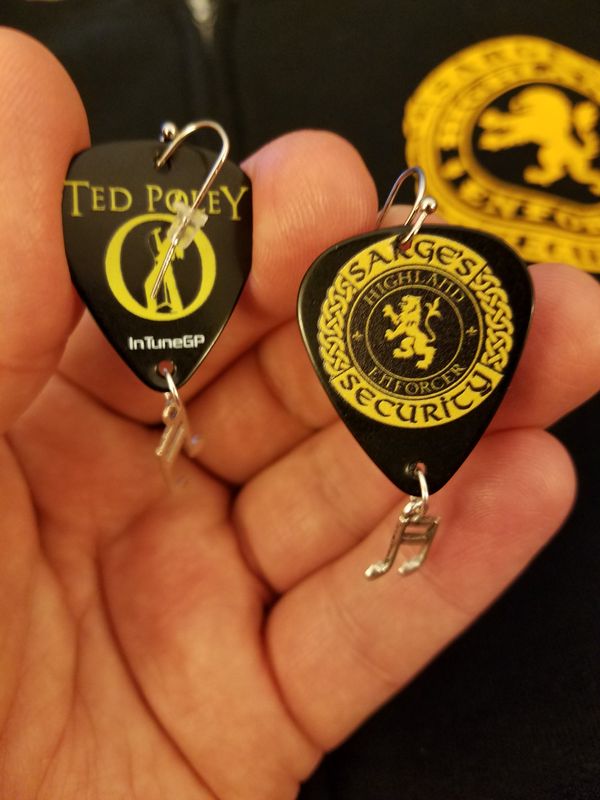 TED POLEY
InTuneGP
SARGE'S
HIGHLAND
ENFORCER
SECURITY